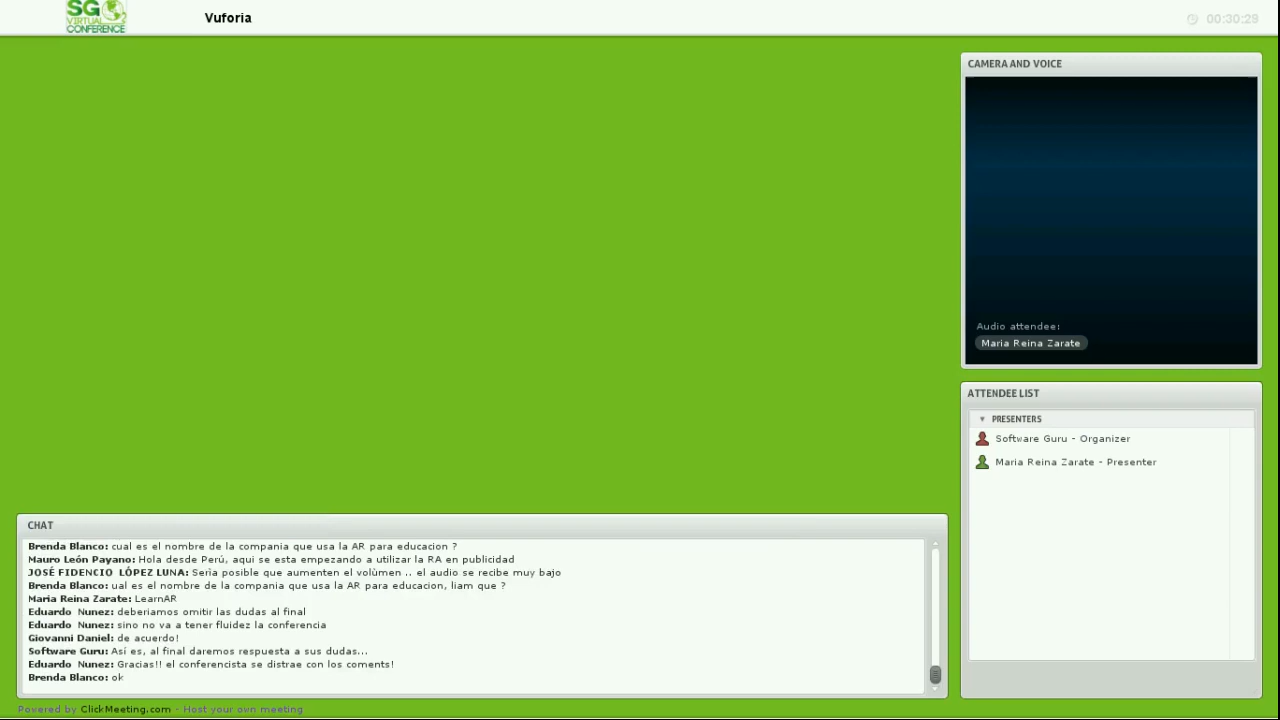 SG
VIRTUAL
CONFERENCE
Vuforia
00:30:29
CAMERA AND VOICE
Audio attendee:
Maria Reina Zarate
ATTENDEE LIST
PRESENTERS
Software Guru - Organizer
Maria Reina Zarate - Presenter
CHAT
Brenda Blanco: cual es el nombre de la compania que usa la AR para educacion ?
Mauro León Payano: Hola desde Perú, aqui se esta empezando a utilizar la RA en publicidad
JOSÉ FIDENCIO LÓPEZ LUNA: Sería posible que aumenten el volúmen .. el audio se recibe muy bajo
Brenda Blanco: ual es el nombre de la compania que usa la AR para educacion, liam que ?
Maria Reina Zarate: LearnAR
Eduardo Nunez: deberiamos omitir las dudas al final
Eduardo Nunez: sino no va a tener fluidez la conferencia
Giovanni Daniel: de acuerdo!
Software Guru: Así es, al final daremos respuesta a sus dudas...
Eduardo Nunez: Gracias!! el conferencista se distrae con los coments!
Brenda Blanco: ok
Powered by ClickMeeting.com - Host your own meeting